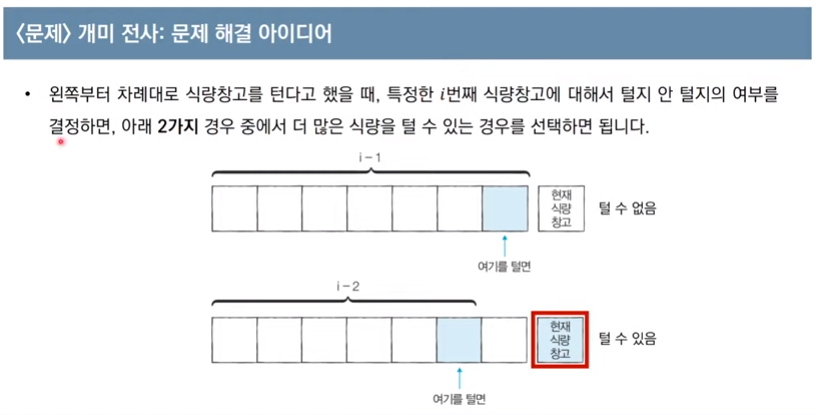 〈문제〉 개미 전사: 문제 해결 아이디어
• 왼쪽부터 차례대로 식량창고를 턴다고 했을 때, 특정한 i번째 식량창고에 대해서 털지 안 털지의 여부를
결정하면, 아래 2가지 경우 중에서 더 많은 식량을 털 수 있는 경우를 선택하면 됩니다.
i－1
현재
식량
창고
털 수 없음
여기를 털면
i－2
현재
식량
창고
털 수 있음
여기를 털면